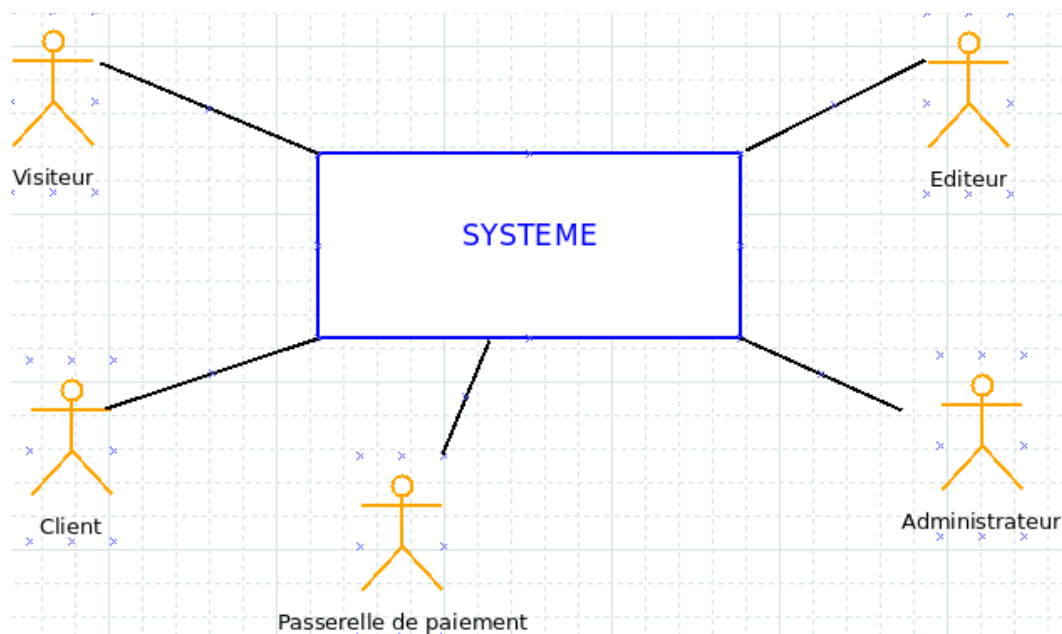 Visiteur
Editeur
SYSTEME
Client
Administrateur
Passerelle de paiement